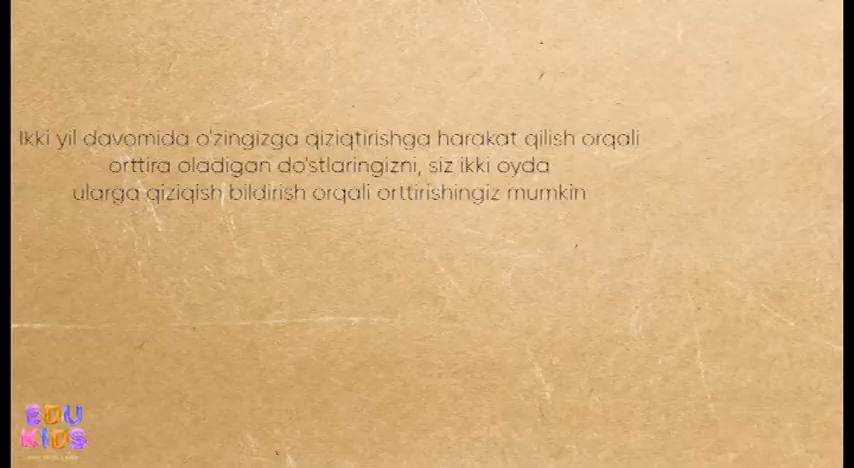 Ikki yil davomida o'zingizga qiziqtirishga harakat qilish orqali
orttira oladigan do'stlaringizni, siz ikki oyda
ularga qiziqish bildirish orqali orttirishingiz mumkin
EDU
KIDS